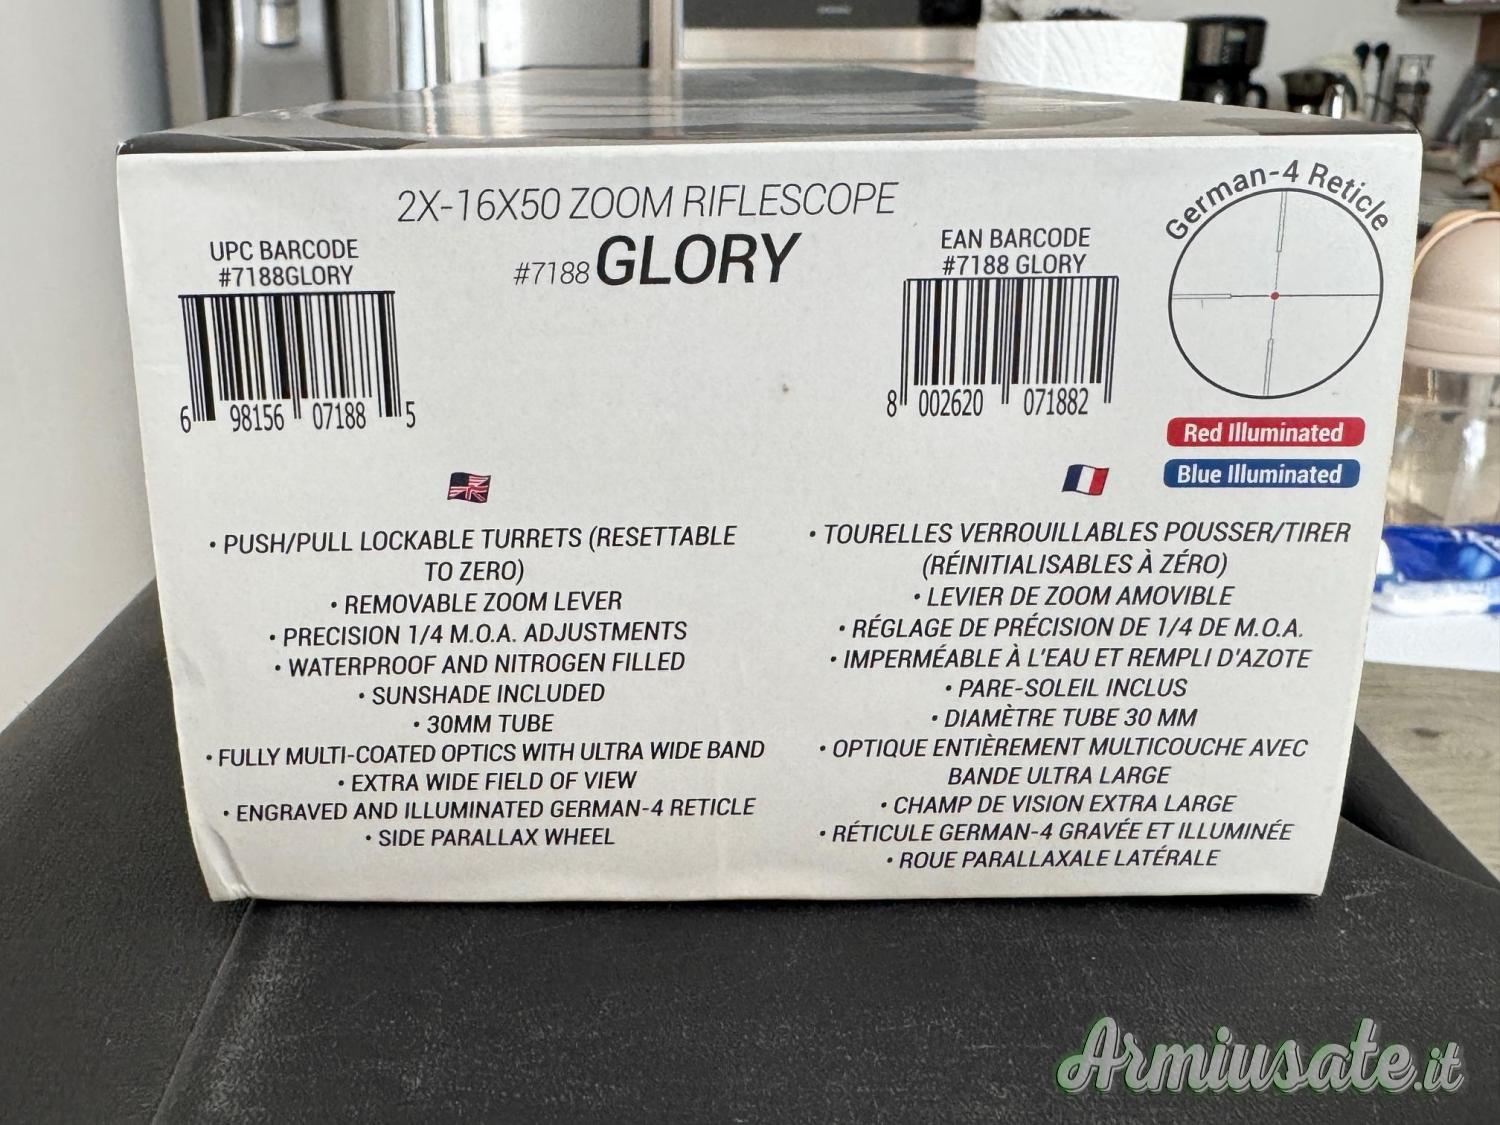 2X-16X50 ZOOM RIFLESCOPE
#7188 GLORY
UPC BARCODE
#7188GLORY
6 98156 07188 5
EAN BARCODE
#7188 GLORY
8 002620 071882
German-4 Reticle
Red Illuminated
Blue Illuminated
• PUSH/PULL LOCKABLE TURRETS (RESETTABLE
TO ZERO)
• REMOVABLE ZOOM LEVER
• PRECISION 1/4 M.O.A. ADJUSTMENTS
• WATERPROOF AND NITROGEN FILLED
• SUNSHADE INCLUDED
• 30MM TUBE
• FULLY MULTI-COATED OPTICS WITH ULTRA WIDE BAND
• EXTRA WIDE FIELD OF VIEW
• ENGRAVED AND ILLUMINATED GERMAN-4 RETICLE
• SIDE PARALLAX WHEEL
• TOURELLES VERROUILLABLES POUSSER/TIRER
(RÉINITIALISABLES À ZÉRO)
• LEVIER DE ZOOM AMOVIBLE
• RÉGLAGE DE PRÉCISION DE 1/4 DE M.O.A.
• IMPERMÉABLE À L'EAU ET REMPLI D'AZOTE
• PARE-SOLEIL INCLUS
• DIAMÈTRE TUBE 30 MM
• OPTIQUE ENTIÈREMENT MULTICOUCHE AVEC
BANDE ULTRA LARGE
• CHAMP DE VISION EXTRA LARGE
• RÉTICULE GERMAN-4 GRAVÉE ET ILLUMINÉE
• ROUE PARALLAXALE LATÉRALE
Armiusate.it